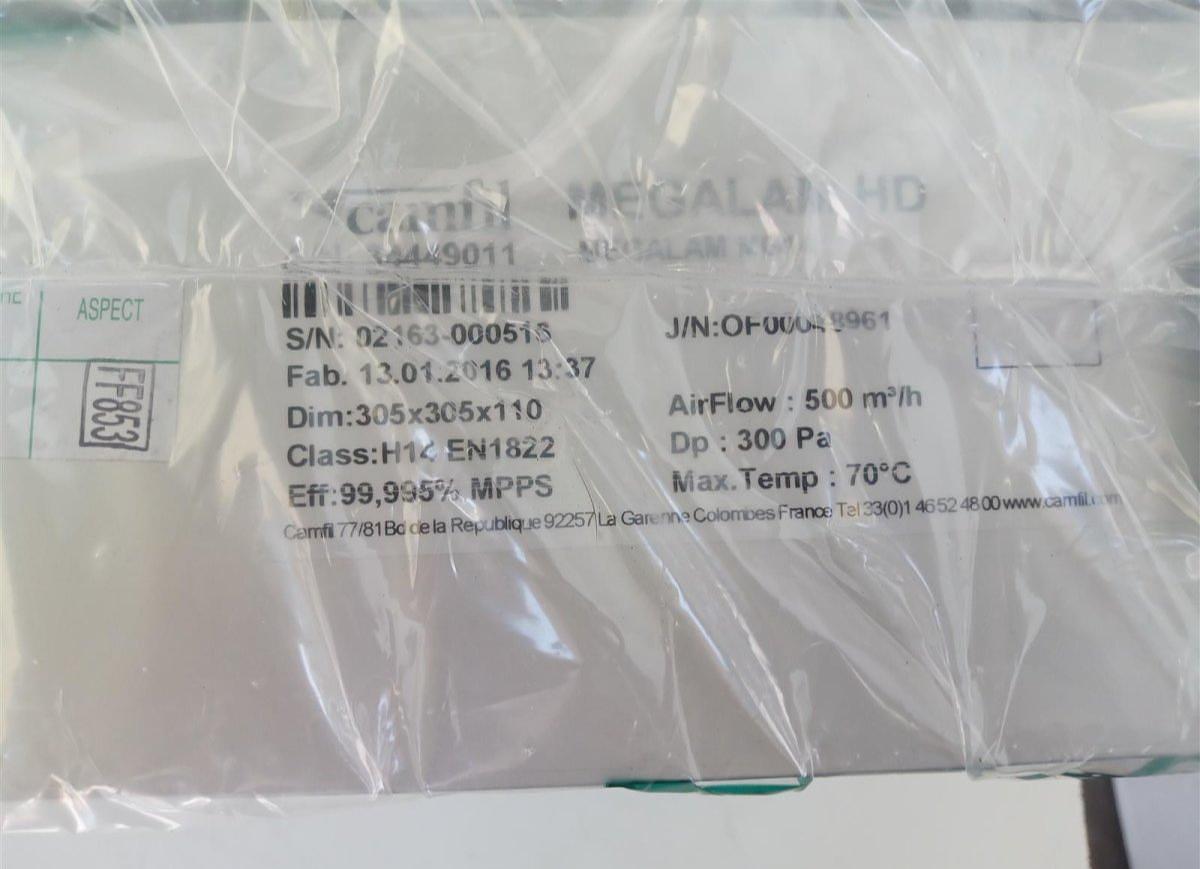 camfil MEGALAM HD
MEGALAM
ASPECT
FF853
S/N: 02163-000515
Fab. 13.01.2016 13:37
Dim:305x305x110
Class:H14 EN1822
Eff:99,995% MPPS
AirFlow : 500 m³/h
Dp : 300 Pa
Max.Temp : 70°C
Camfil 77/81 Bd de la Republique 92257 La Garenne Colombes France Tel 33(0)1 46 52 48 00 www.camfil.com